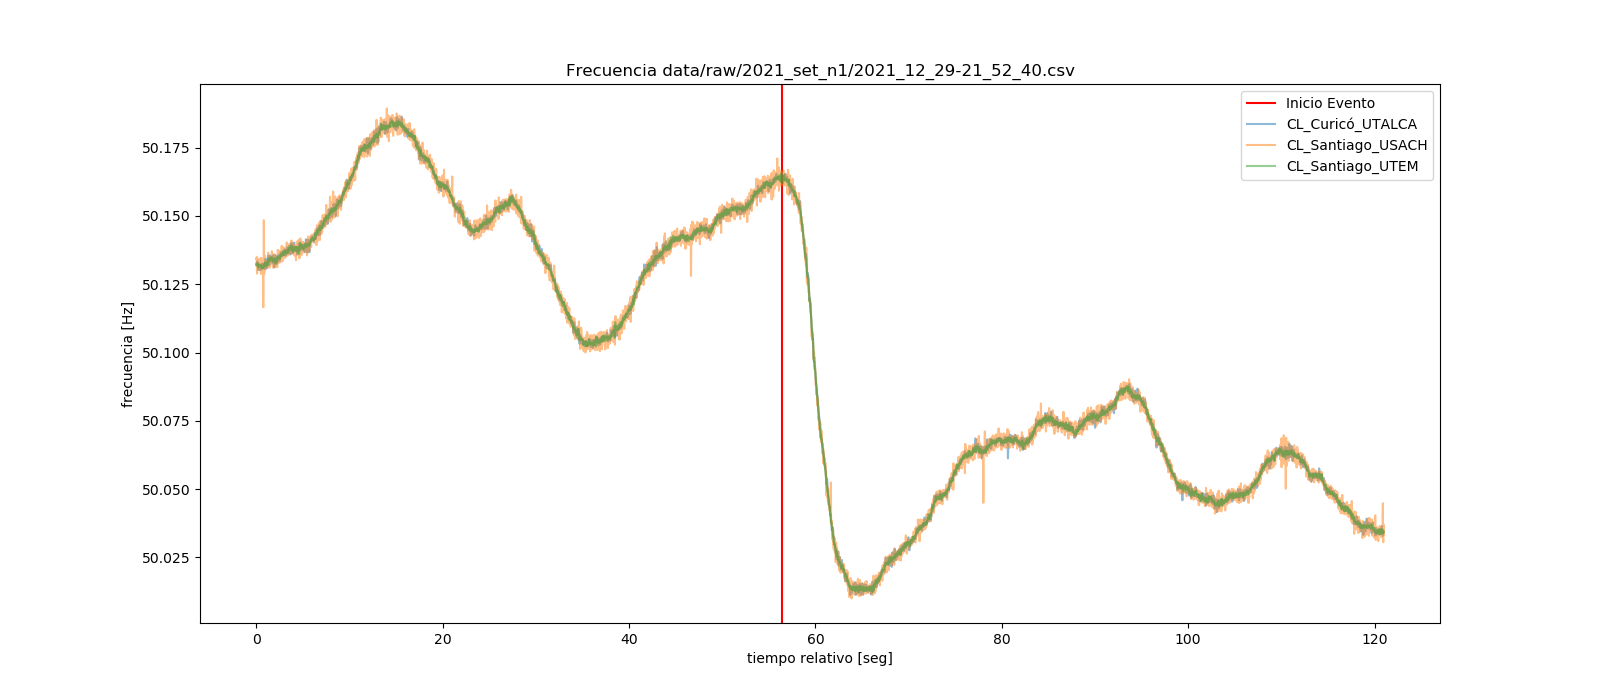 Frecuencia data/raw/2021_set_n1/2021_12_29-21_52_40.csv
Inicio Evento
CL_Curicó_UTALCA
CL_Santiago_USACH
CL_Santiago_UTEM
frecuencia [Hz]
50.175
50.150
50.125
50.100
50.075
50.050
50.025
0 20 40 60 80 100 120
tiempo relativo [seg]